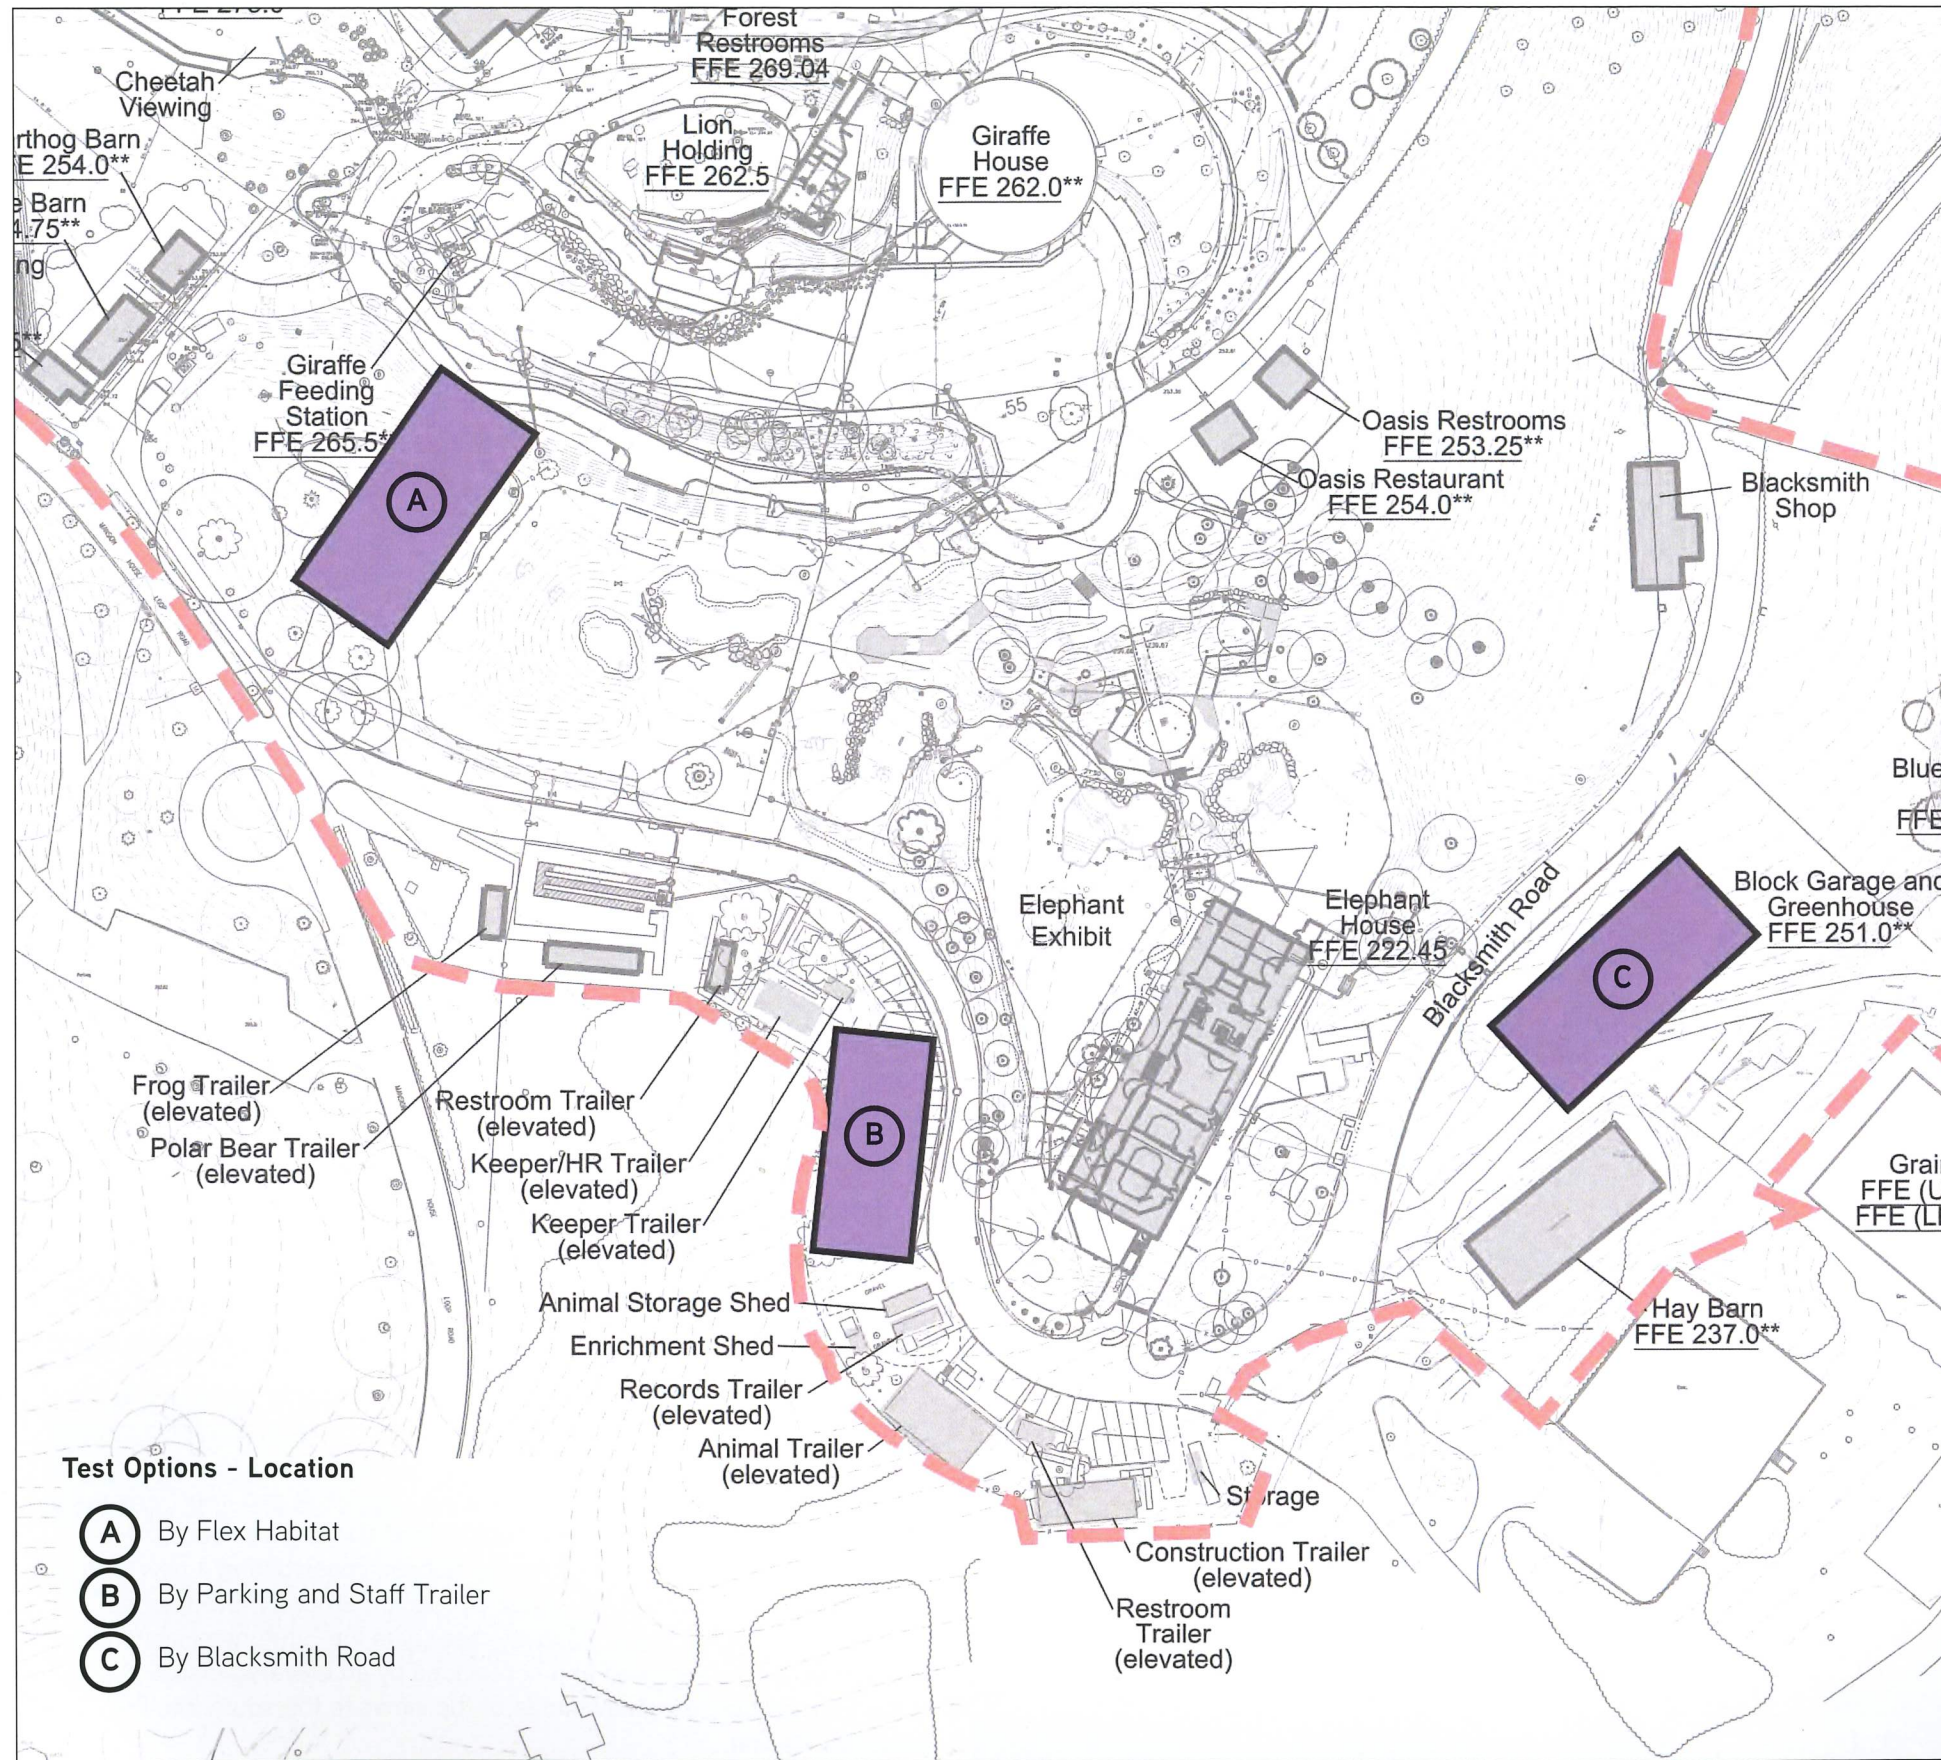 Forest
Restrooms
FFE 269.04
Cheetah
Viewing
Lion
Holding
FFE 262.5
Giraffe
House
FFE 262.0**
rthog Barn
E 254.0**
e Barn
4.75**
ng
5**
Giraffe
Feeding
Station
FFE 265.5*
A
55
Oasis Restrooms
FFE 253.25**
Oasis Restaurant
FFE 254.0**
Blacksmith
Shop
MANSION
HOUSE
LOOP
ROAD
Blue
FFE
Block Garage and
Greenhouse
FFE 251.0**
Elephant
Exhibit
Elephant
House
FFE 222.45
Blacksmith Road
C
B
Frog Trailer
(elevated)
Polar Bear Trailer
(elevated)
Restroom Trailer
(elevated)
Keeper/HR Trailer
(elevated)
Keeper Trailer
(elevated)
Grai
FFE (U
FFE (L
Hay Barn
FFE 237.0**
Animal Storage Shed
Enrichment Shed
Records Trailer
(elevated)
Animal Trailer
(elevated)
Storage
Construction Trailer
(elevated)
Restroom
Trailer
(elevated)
Test Options - Location
A By Flex Habitat
B By Parking and Staff Trailer
C By Blacksmith Road